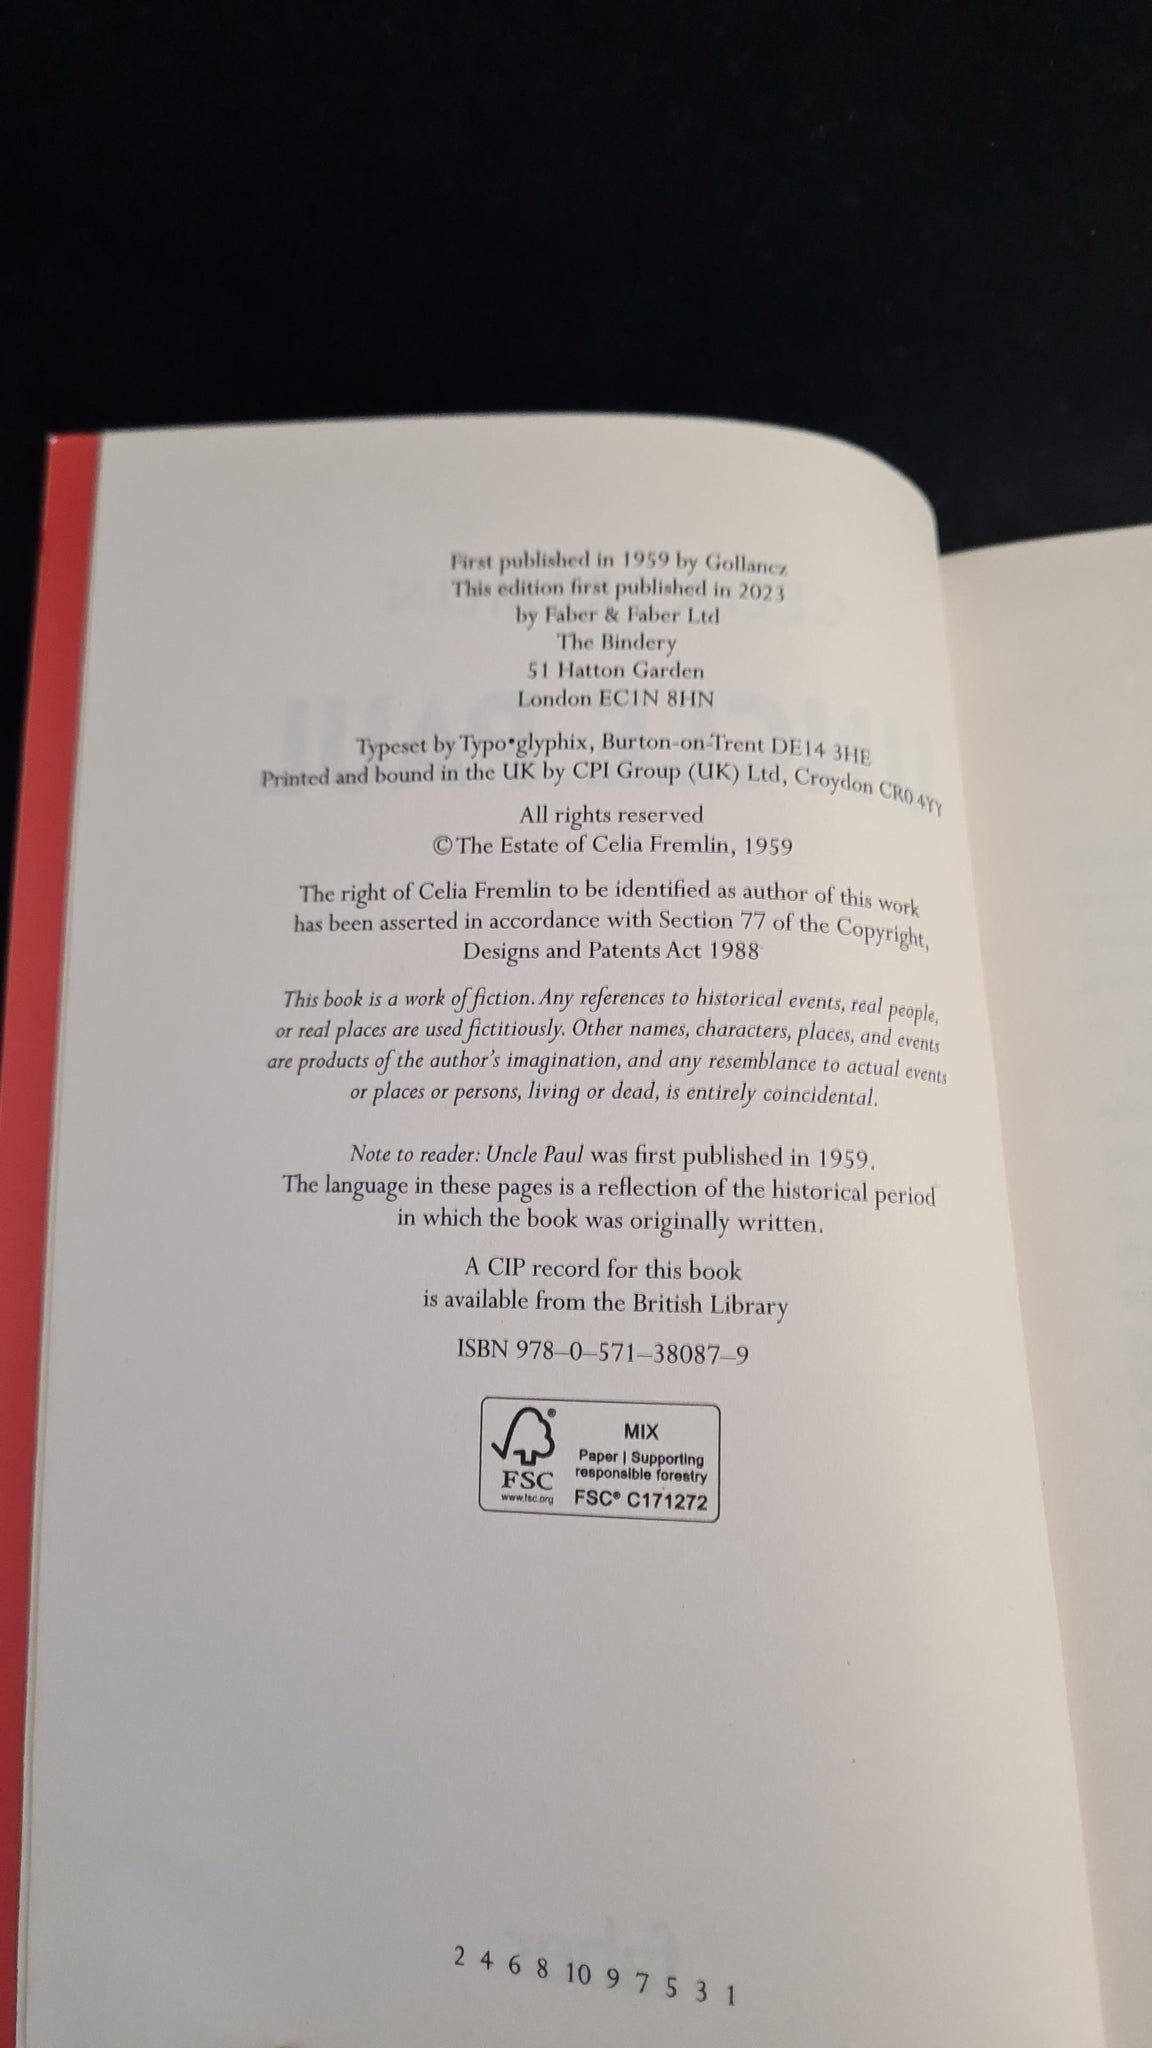 First published in 1959 by Gollancz
This edition first published in 2023
by Faber & Faber Ltd
The Bindery
51 Hatton Garden
London EC1N 8HN
Typeset by Typo•glyphix, Burton-on-Trent DE14 3HE
Printed and bound in the UK by CPI Group (UK) Ltd, Croydon CR0 4YY
All rights reserved
© The Estate of Celia Fremlin, 1959
The right of Celia Fremlin to be identified as author of this work
has been asserted in accordance with Section 77 of the Copyright,
Designs and Patents Act 1988
This book is a work of fiction. Any references to historical events, real people,
or real places are used fictitiously. Other names, characters, places, and events
are products of the author's imagination, and any resemblance to actual events
or places or persons, living or dead, is entirely coincidental.
Note to reader: Uncle Paul was first published in 1959.
The language in these pages is a reflection of the historical period
in which the book was originally written.
A CIP record for this book
is available from the British Library
ISBN 978–0–571–38087–9
FSC
www.fsc.org
MIX
Paper | Supporting
responsible forestry
FSC® C171272
2 4 6 8 10 9 7 5 3 1